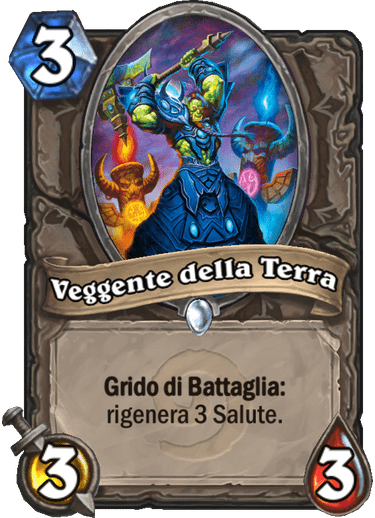 3
Veggente della Terra
Grido di Battaglia:
rigenera 3 Salute.
3
3